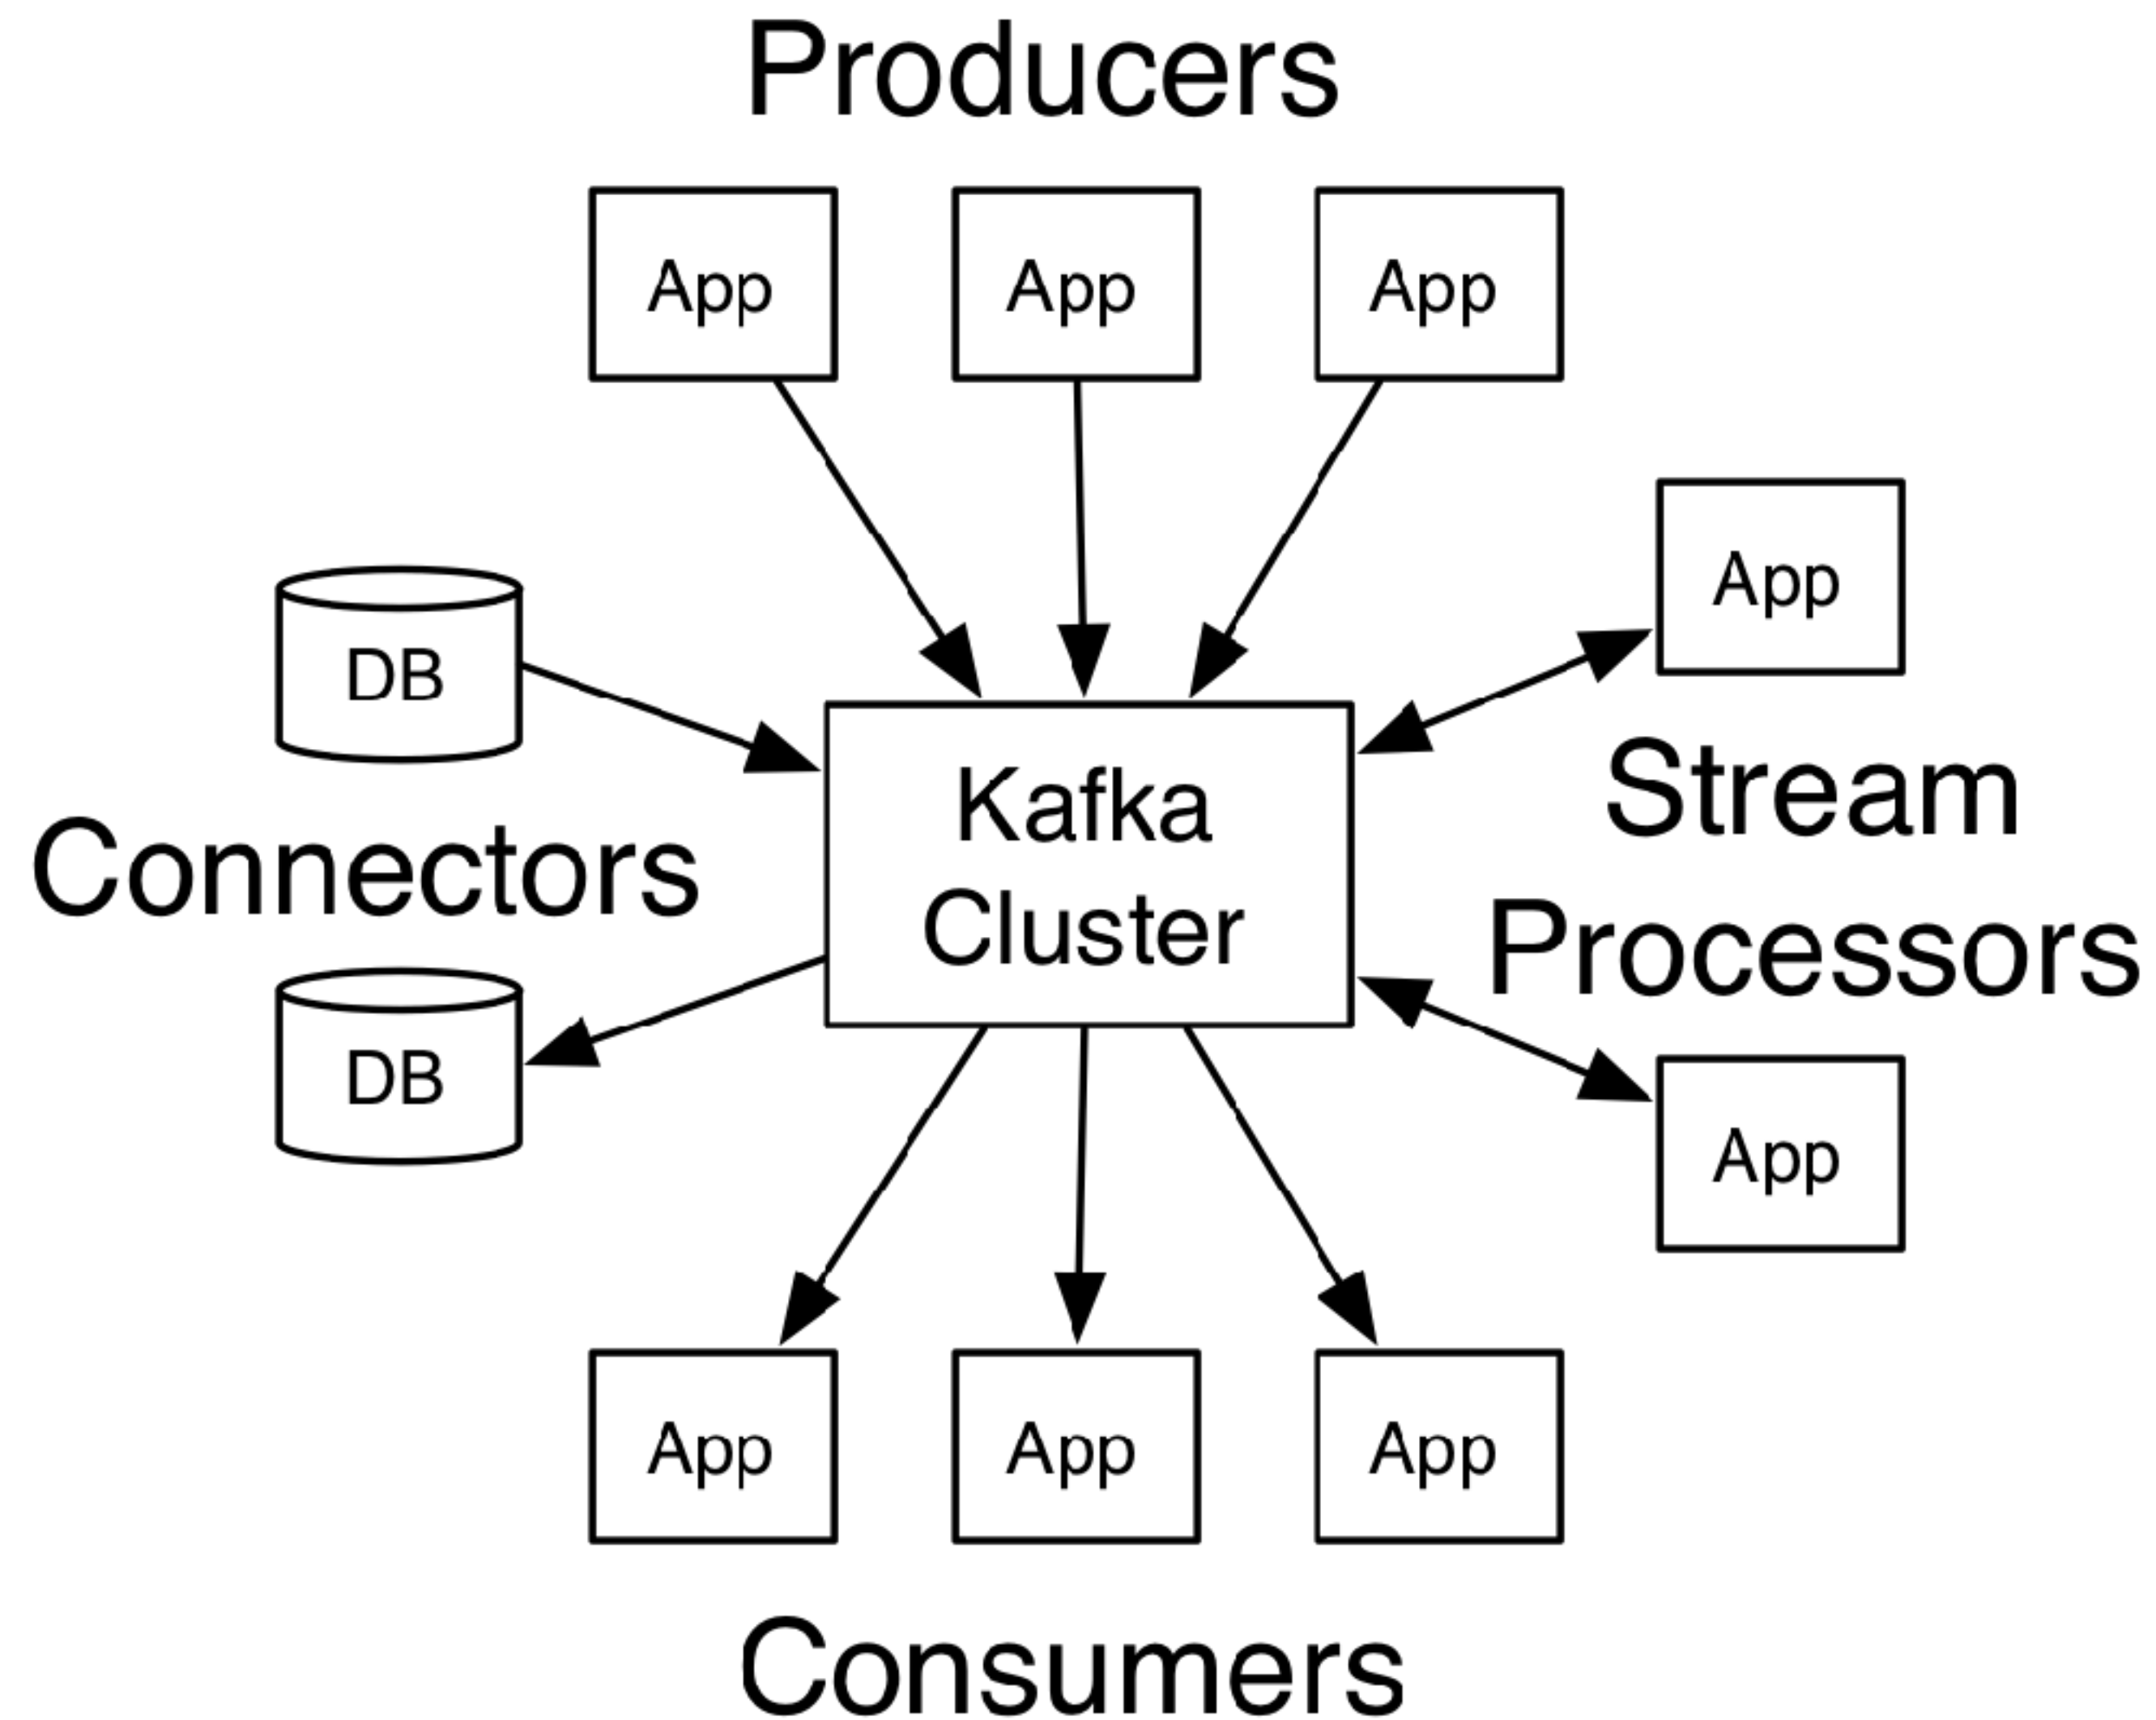 Producers
App
App
App
App
DB
Stream
Kafka
Connectors
Processors
Cluster
DB
App
App
App
App
Consumers